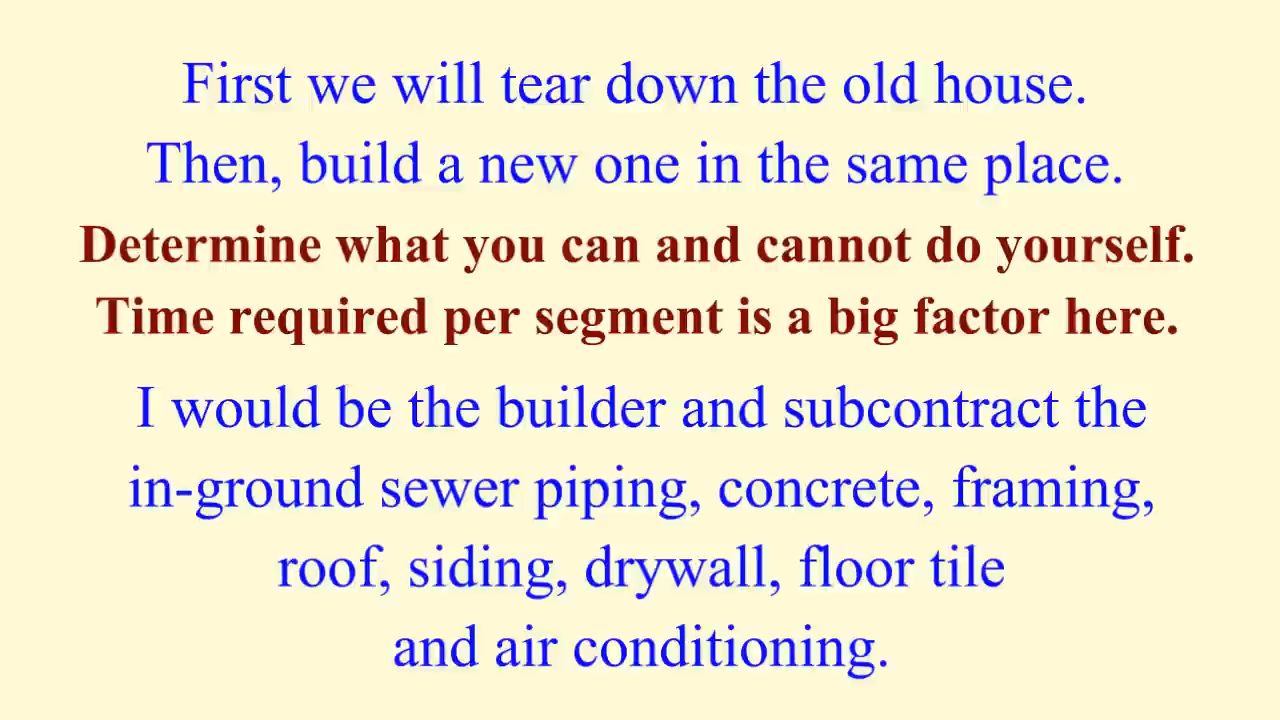 First we will tear down the old house.
Then, build a new one in the same place.
Determine what you can and cannot do yourself.
Time required per segment is a big factor here.
I would be the builder and subcontract the
in-ground sewer piping, concrete, framing,
roof, siding, drywall, floor tile
and air conditioning.